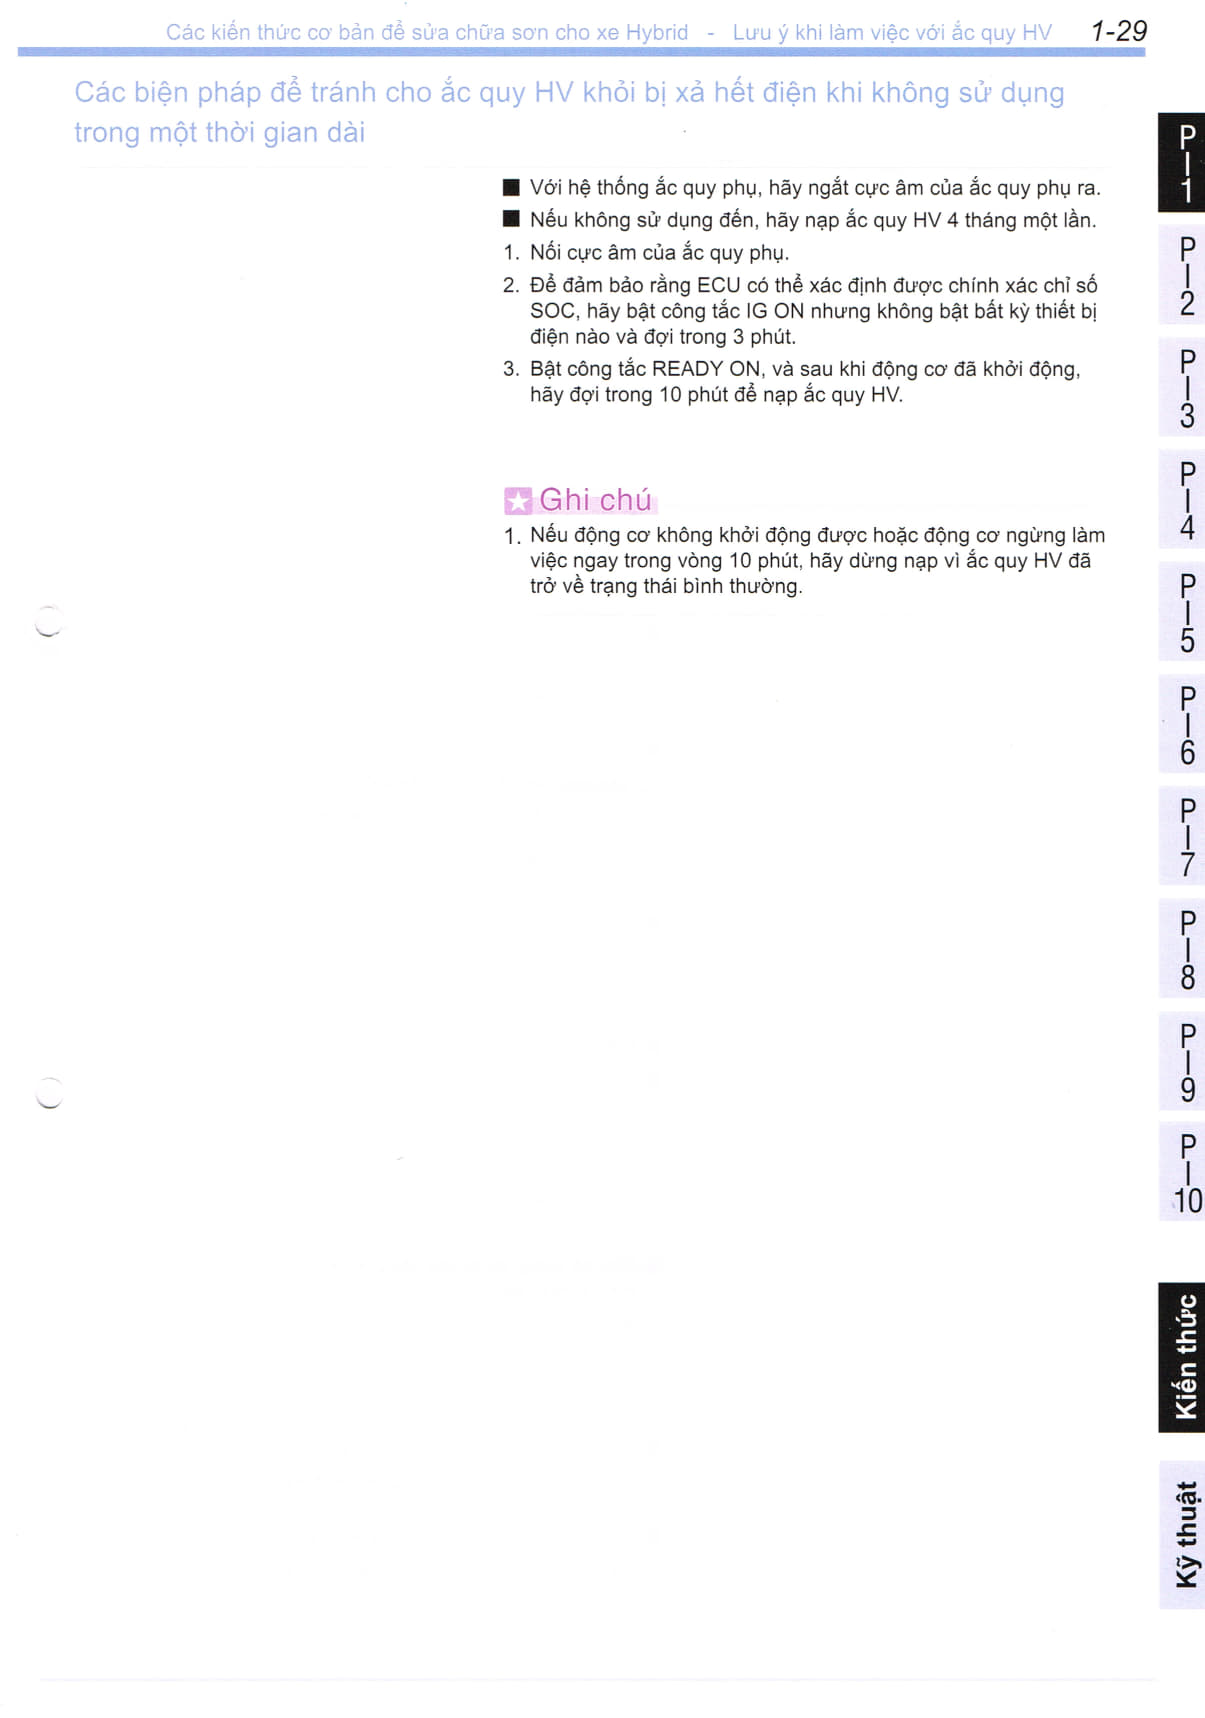 Các kiến thức cơ bản để sửa chữa sơn cho xe Hybrid - Lưu ý khi làm việc với ắc quy HV 1-29
Các biện pháp để tránh cho ắc quy HV khỏi bị xả hết điện khi không sử dụng
trong một thời gian dài
■ Với hệ thống ắc quy phụ, hãy ngắt cực âm của ắc quy phụ ra.
■ Nếu không sử dụng đến, hãy nạp ắc quy HV 4 tháng một lần.
1. Nối cực âm của ắc quy phụ.
2. Để đảm bảo rằng ECU có thể xác định được chính xác chỉ số
SOC, hãy bật công tắc IG ON nhưng không bật bất kỳ thiết bị
điện nào và đợi trong 3 phút.
3. Bật công tắc READY ON, và sau khi động cơ đã khởi động,
hãy đợi trong 10 phút để nạp ắc quy HV.
Ghi chú
1. Nếu động cơ không khởi động được hoặc động cơ ngừng làm
việc ngay trong vòng 10 phút, hãy dừng nạp vì ắc quy HV đã
trở về trạng thái bình thường.
P-1
P-2
P-3
P-4
P-5
P-6
P-7
P-8
P-9
P-10
Kiến thức
Kỹ thuật